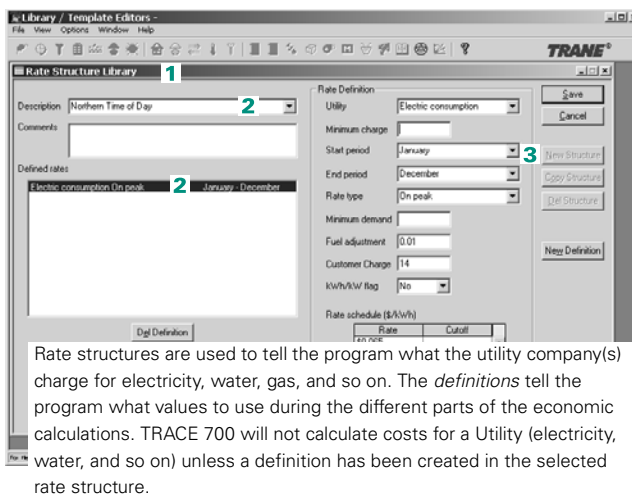 Library / Template Editors -
File View Options Window Help
TRANE®
Rate Structure Library 1
Rate Definition
Description Northern Time of Day 2
Utility Electric consumption
Save
Comments
Minimum charge
Cancel
Start period January 3
New Structure
Defined rates
End period December
Copy Structure
Electric consumption On peak 2 January - December
Rate type On peak
Del Structure
Minimum demand
Fuel adjustment 0.01
New Definition
Customer Charge 14
kWh/kW flag No
Rate schedule ($/kWh)
Del Definition
Rate Cutoff
Rate structures are used to tell the program what the utility company(s)
charge for electricity, water, gas, and so on. The definitions tell the
program what values to use during the different parts of the economic
calculations. TRACE 700 will not calculate costs for a Utility (electricity,
water, and so on) unless a definition has been created in the selected
rate structure.